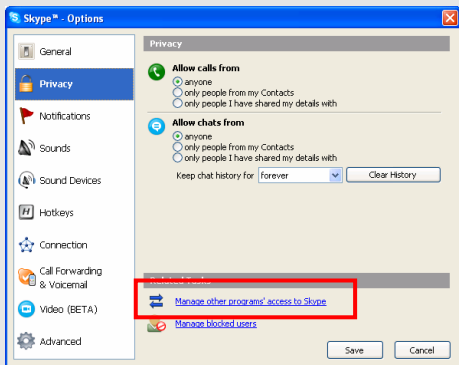 Skype™ - Options
General
Privacy
Notifications
Sounds
Sound Devices
Hotkeys
Connection
Call Forwarding
& Voicemail
Video (BETA)
Advanced
Privacy
Allow calls from
anyone
only people from my Contacts
only people I have shared my details with
Allow chats from
anyone
only people from my Contacts
only people I have shared my details with
Keep chat history for forever Clear History
Related Tasks
Manage other programs' access to Skype
Manage blocked users
Save Cancel